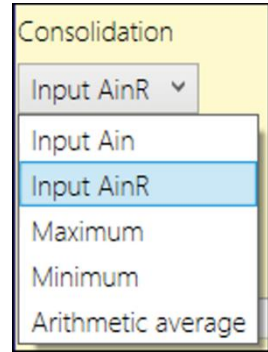 Consolidation
Input AinR
Input Ain
Input AinR
Maximum
Minimum
Arithmetic average